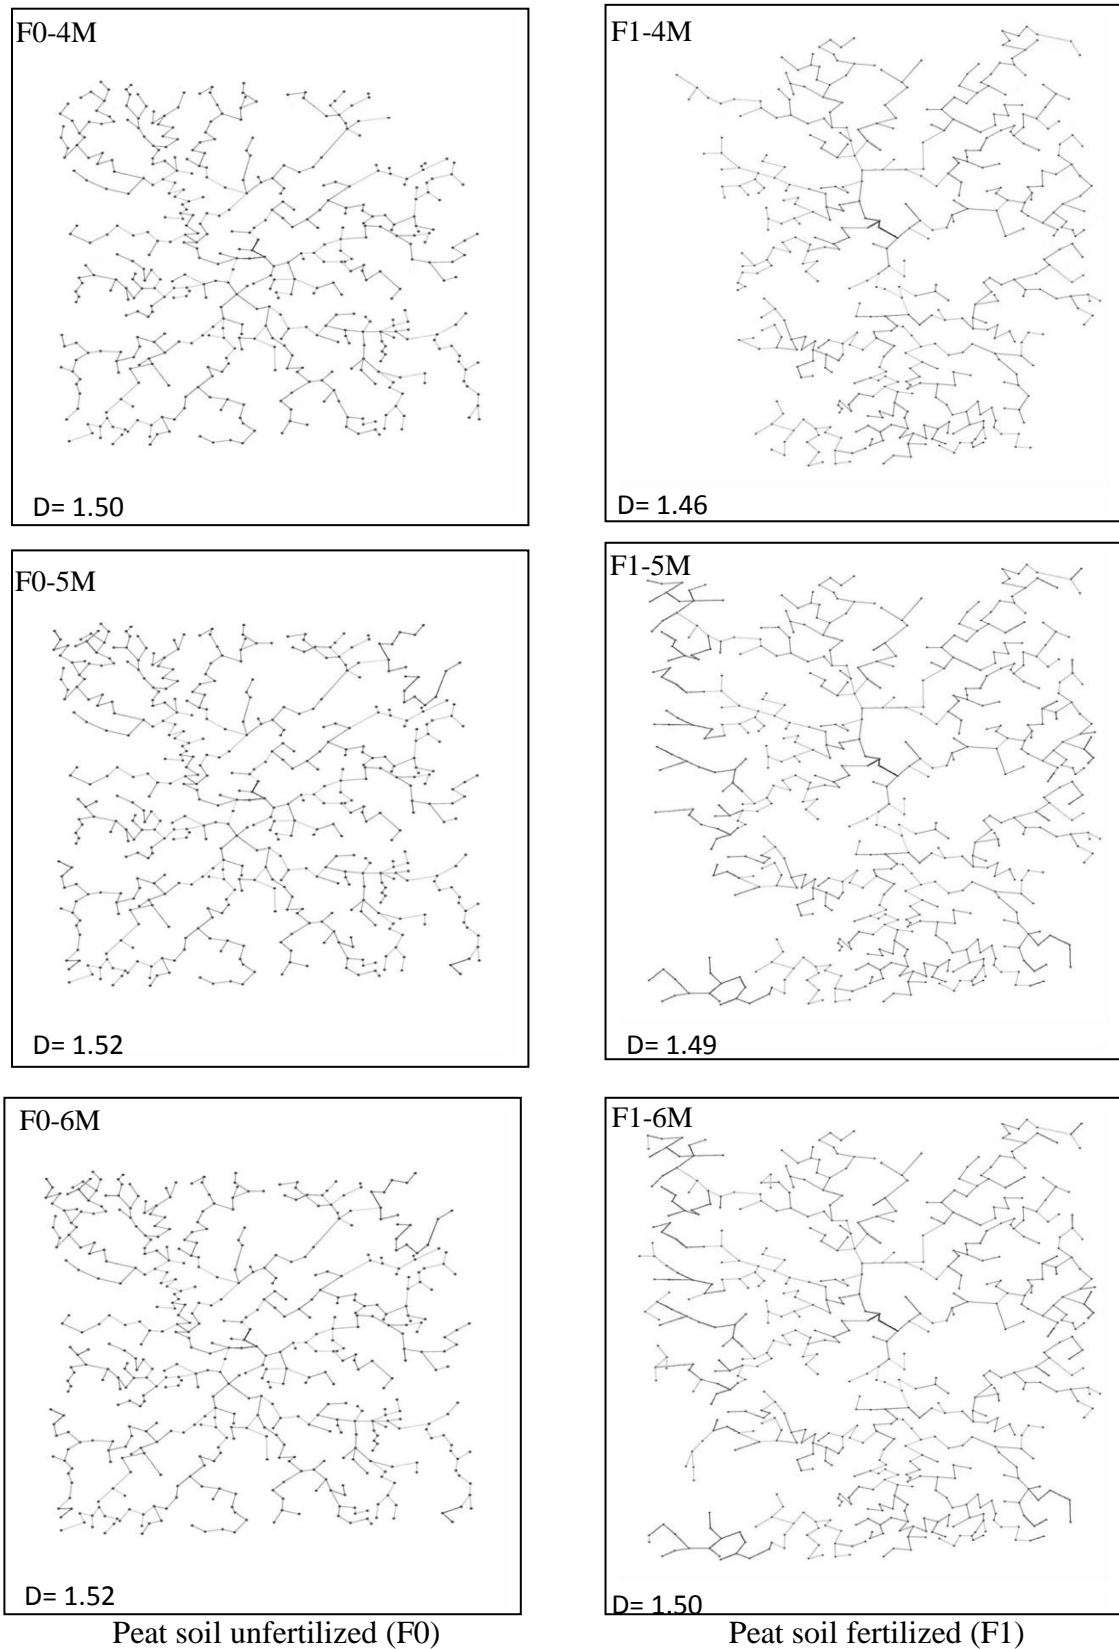 F0-4M
D= 1.50
F1-4M
D= 1.46
F0-5M
D= 1.52
F1-5M
D= 1.49
F0-6M
D= 1.52
F1-6M
D= 1.50
Peat soil unfertilized (F0)
Peat soil fertized (F1)